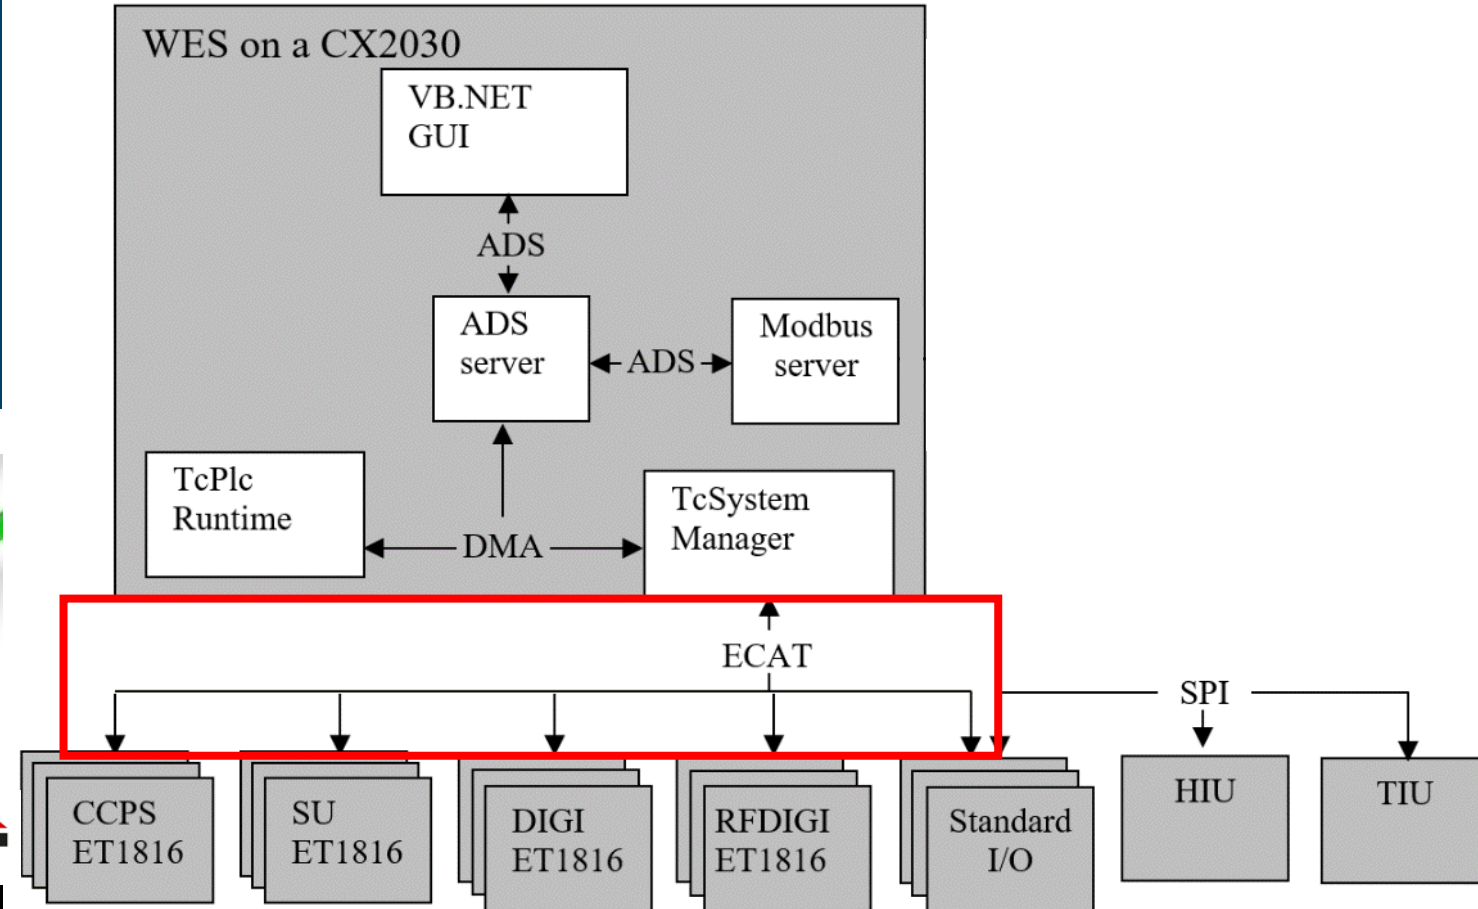 WES on a CX2030
VB.NET
GUI
ADS
ADS
server
ADS
Modbus
server
TcPlc
Runtime
DMA
TcSystem
Manager
ECAT
SPI
CCPS
ET1816
SU
ET1816
DIGI
ET1816
RFDIGI
ET1816
Standard
I/O
HIU
TIU